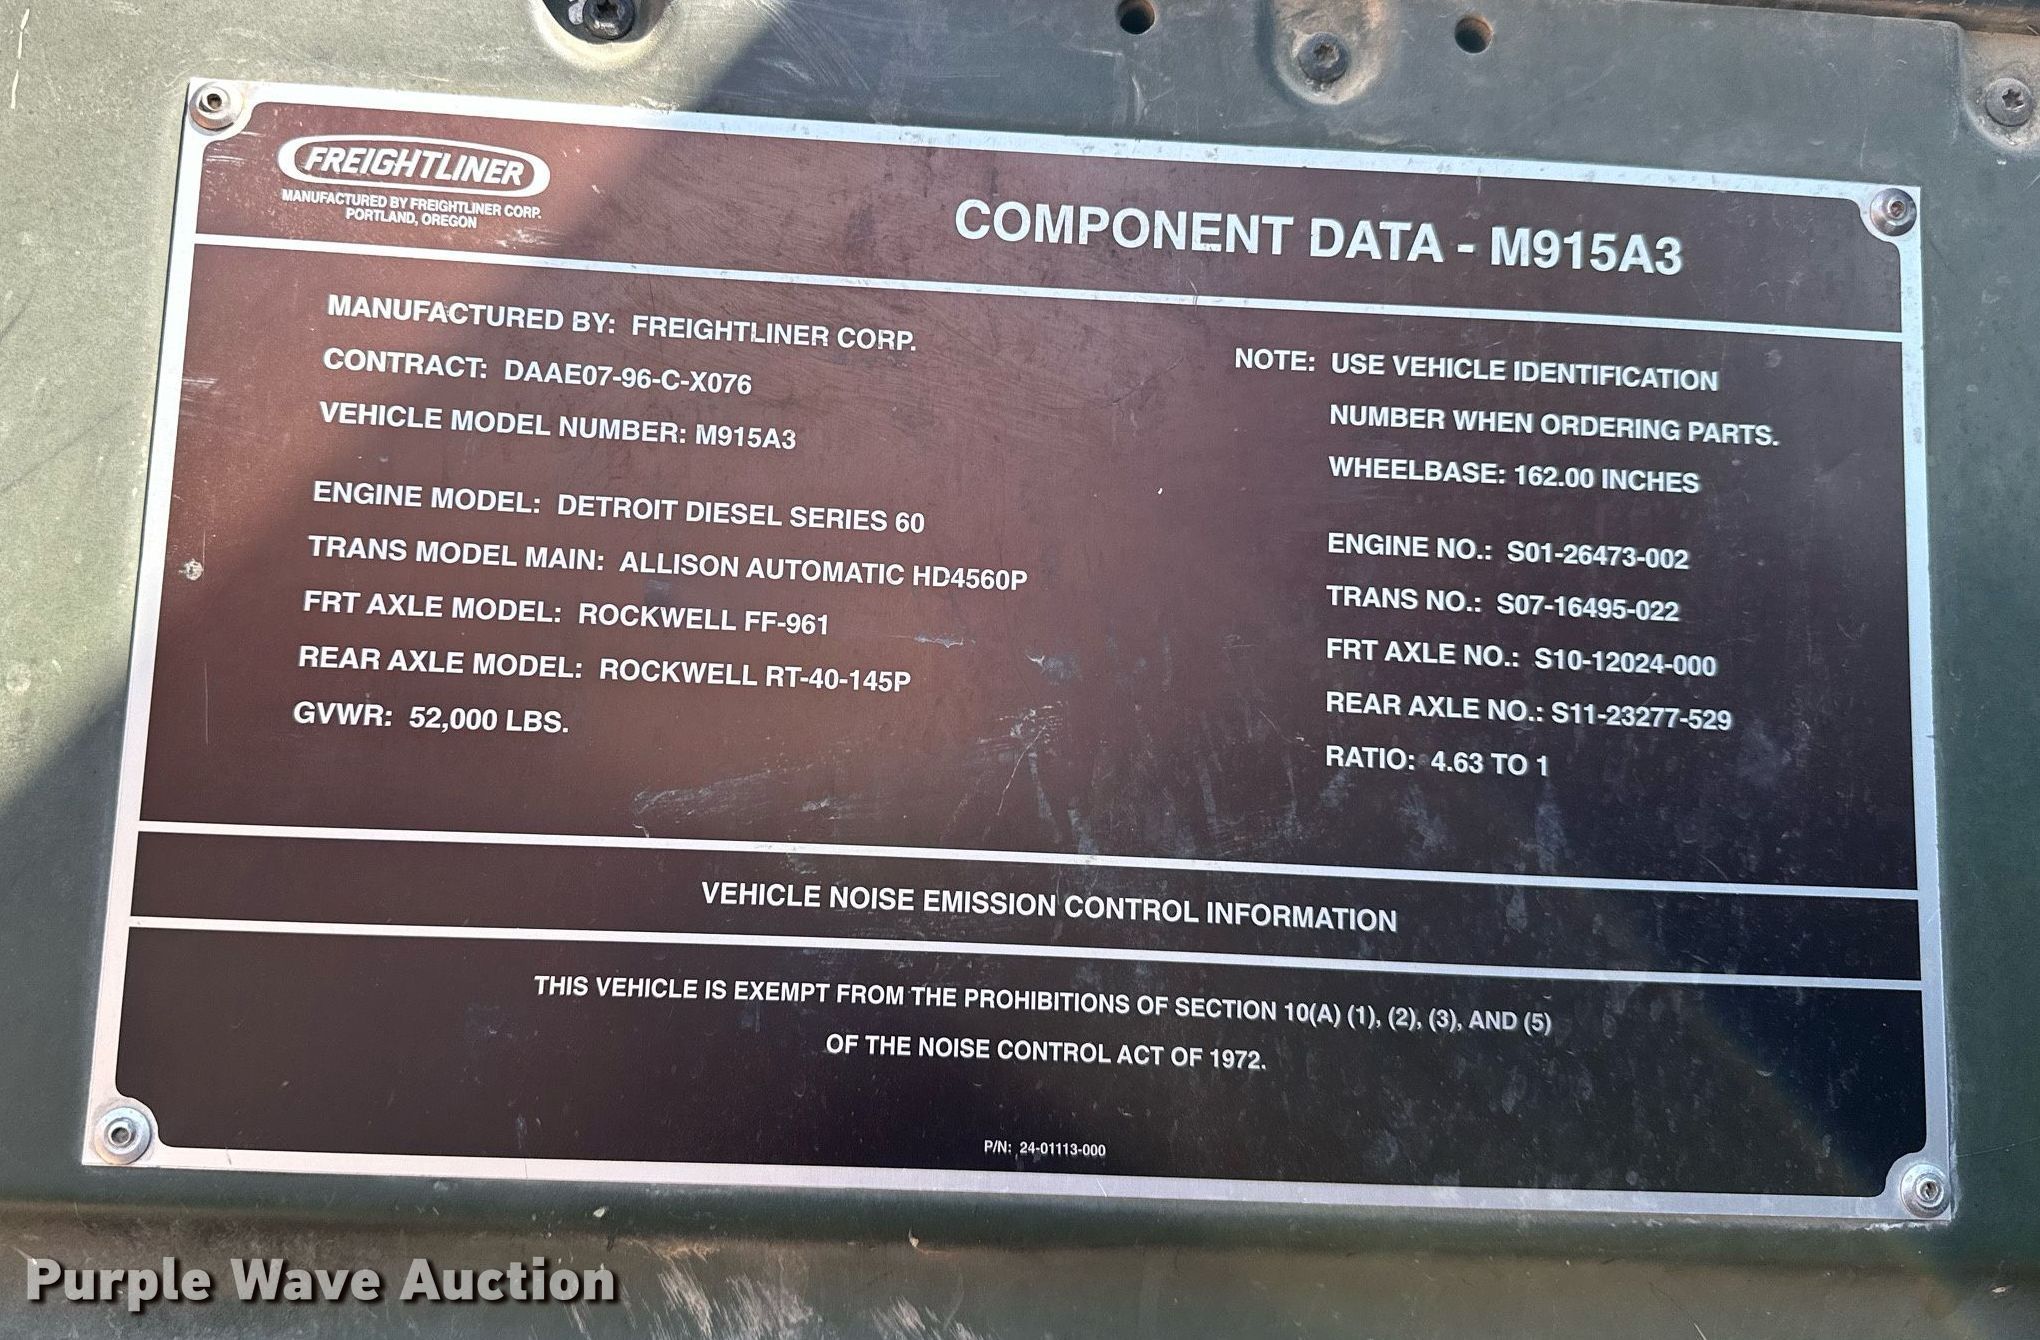 FREIGHTLINER
MANUFACTURED BY FREIGHTLINER CORP.
PORTLAND, OREGON
COMPONENT DATA - M915A3
MANUFACTURED BY: FREIGHTLINER CORP.
CONTRACT: DAAE07-96-C-X076
VEHICLE MODEL NUMBER: M915A3
ENGINE MODEL: DETROIT DIESEL SERIES 60
TRANS MODEL MAIN: ALLISON AUTOMATIC HD4560P
FRT AXLE MODEL: ROCKWELL FF-961
REAR AXLE MODEL: ROCKWELL RT-40-145P
GVWR: 52,000 LBS.
NOTE: USE VEHICLE IDENTIFICATION
NUMBER WHEN ORDERING PARTS.
WHEELBASE: 162.00 INCHES
ENGINE NO.: S01-26473-002
TRANS NO.: S07-16495-022
FRT AXLE NO.: S10-12024-000
REAR AXLE NO.: S11-23277-529
RATIO: 4.63 TO 1
VEHICLE NOISE EMISSION CONTROL INFORMATION
THIS VEHICLE IS EXEMPT FROM THE PROHIBITIONS OF SECTION 10(A) (1), (2), (3), AND (5)
OF THE NOISE CONTROL ACT OF 1972.
P/N: 24-01113-000
Purple Wave Auction